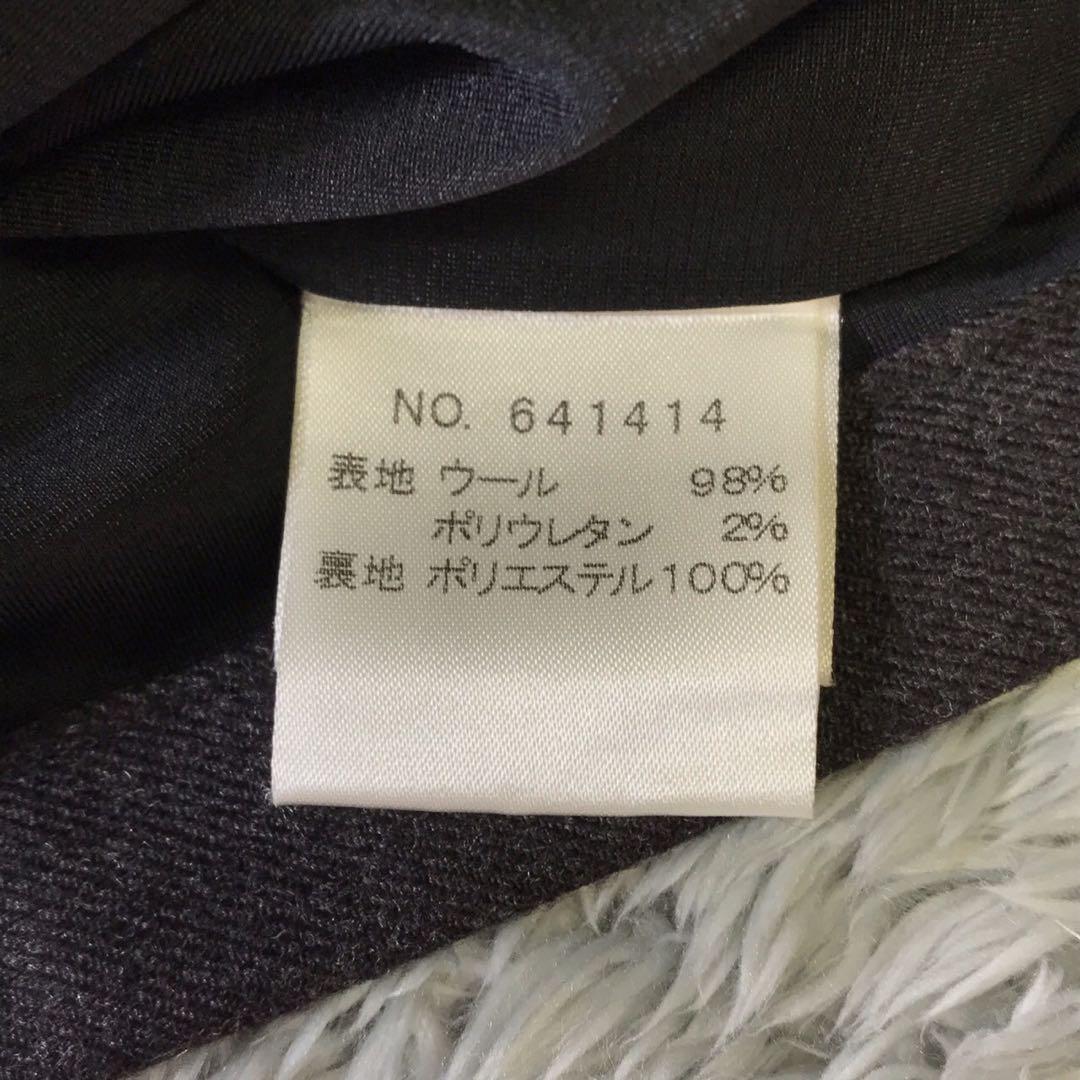 NO. 641414
表地 ウール 98%
ポリウレタン 2%
裏地 ポリエステル100%